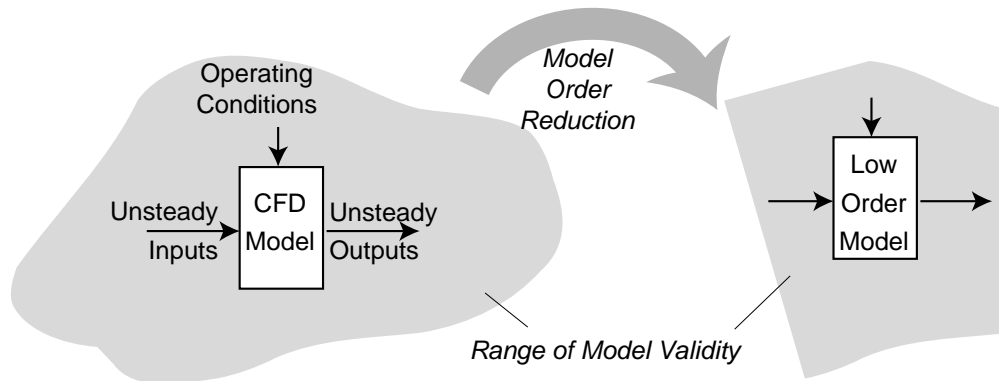 Operating
Conditions
Unsteady
Inputs
CFD
Model
Unsteady
Outputs
Model
Order
Reduction
Low
Order
Model
Range of Model Validity